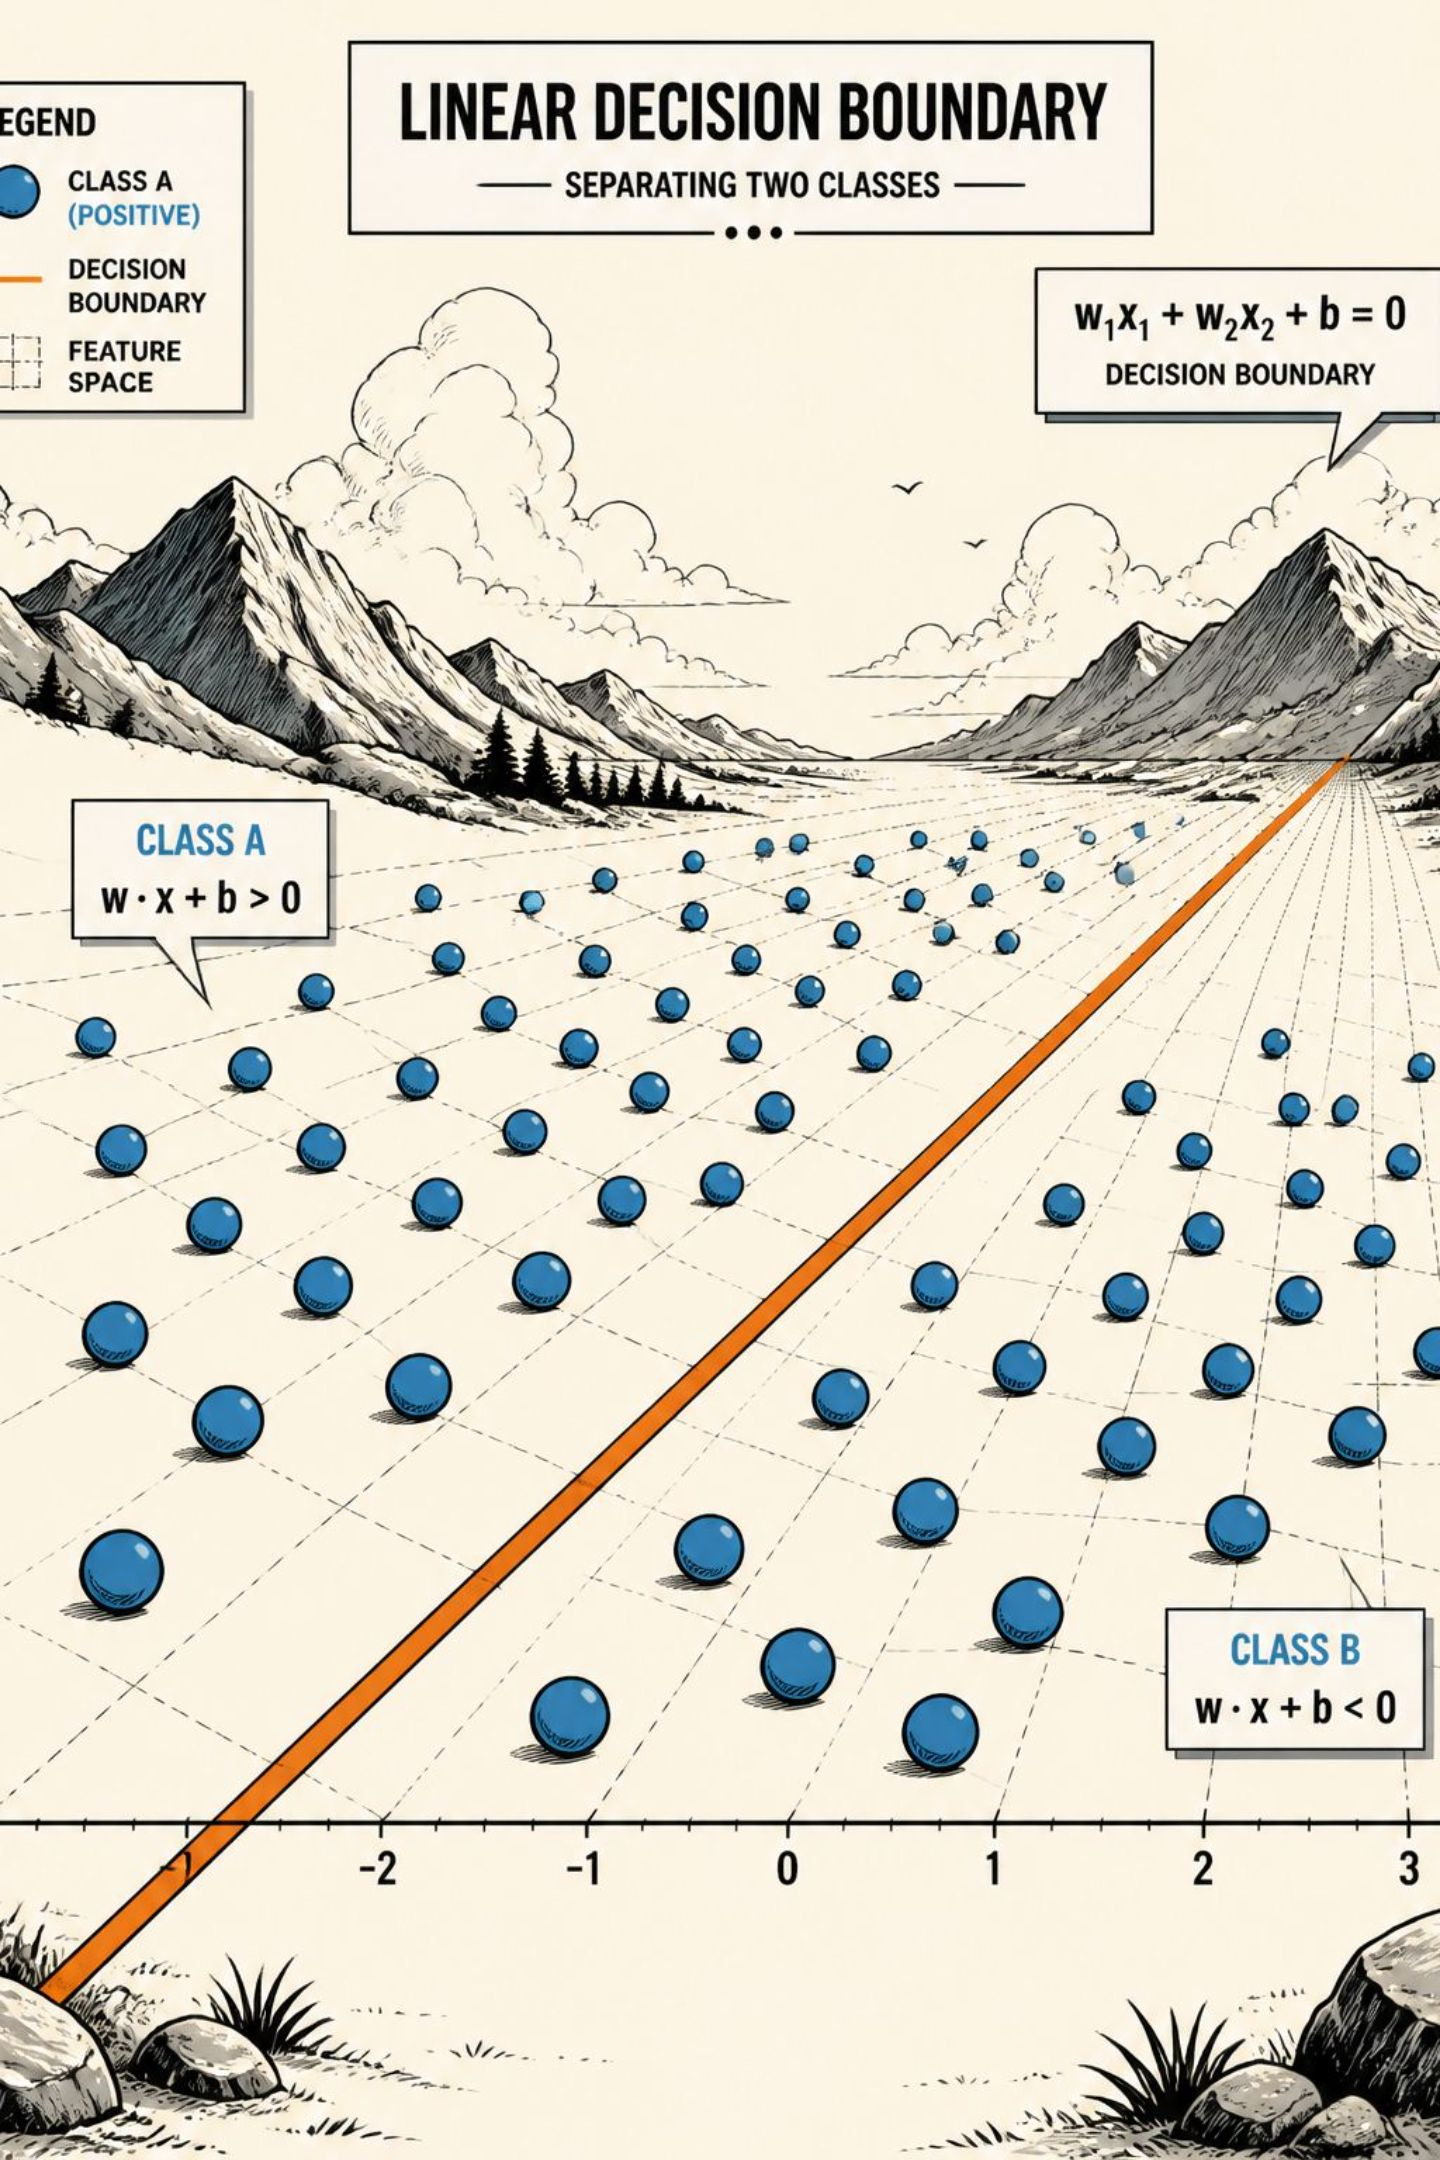 LINEAR DECISION BOUNDARY
SEPARATING TWO CLASSES
EGEND
CLASS A
(POSITIVE)
DECISION
BOUNDARY
FEATURE
SPACE
w₁x₁ + w₂x₂ + b = 0
DECISION BOUNDARY
CLASS A
w · x + b > 0
CLASS B
w · x + b < 0
-2 -1 0 1 2 3